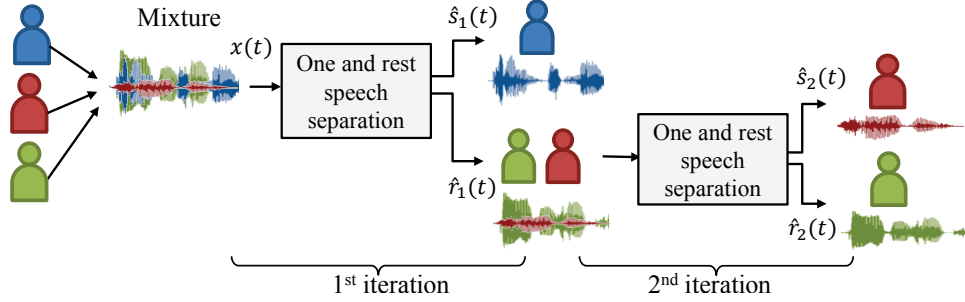 Mixture
x(t)
One and rest
speech
separation
ŝ₁(t)
r̂₁(t)
One and rest
speech
separation
ŝ₂(t)
r̂₂(t)
1st iteration
2nd iteration